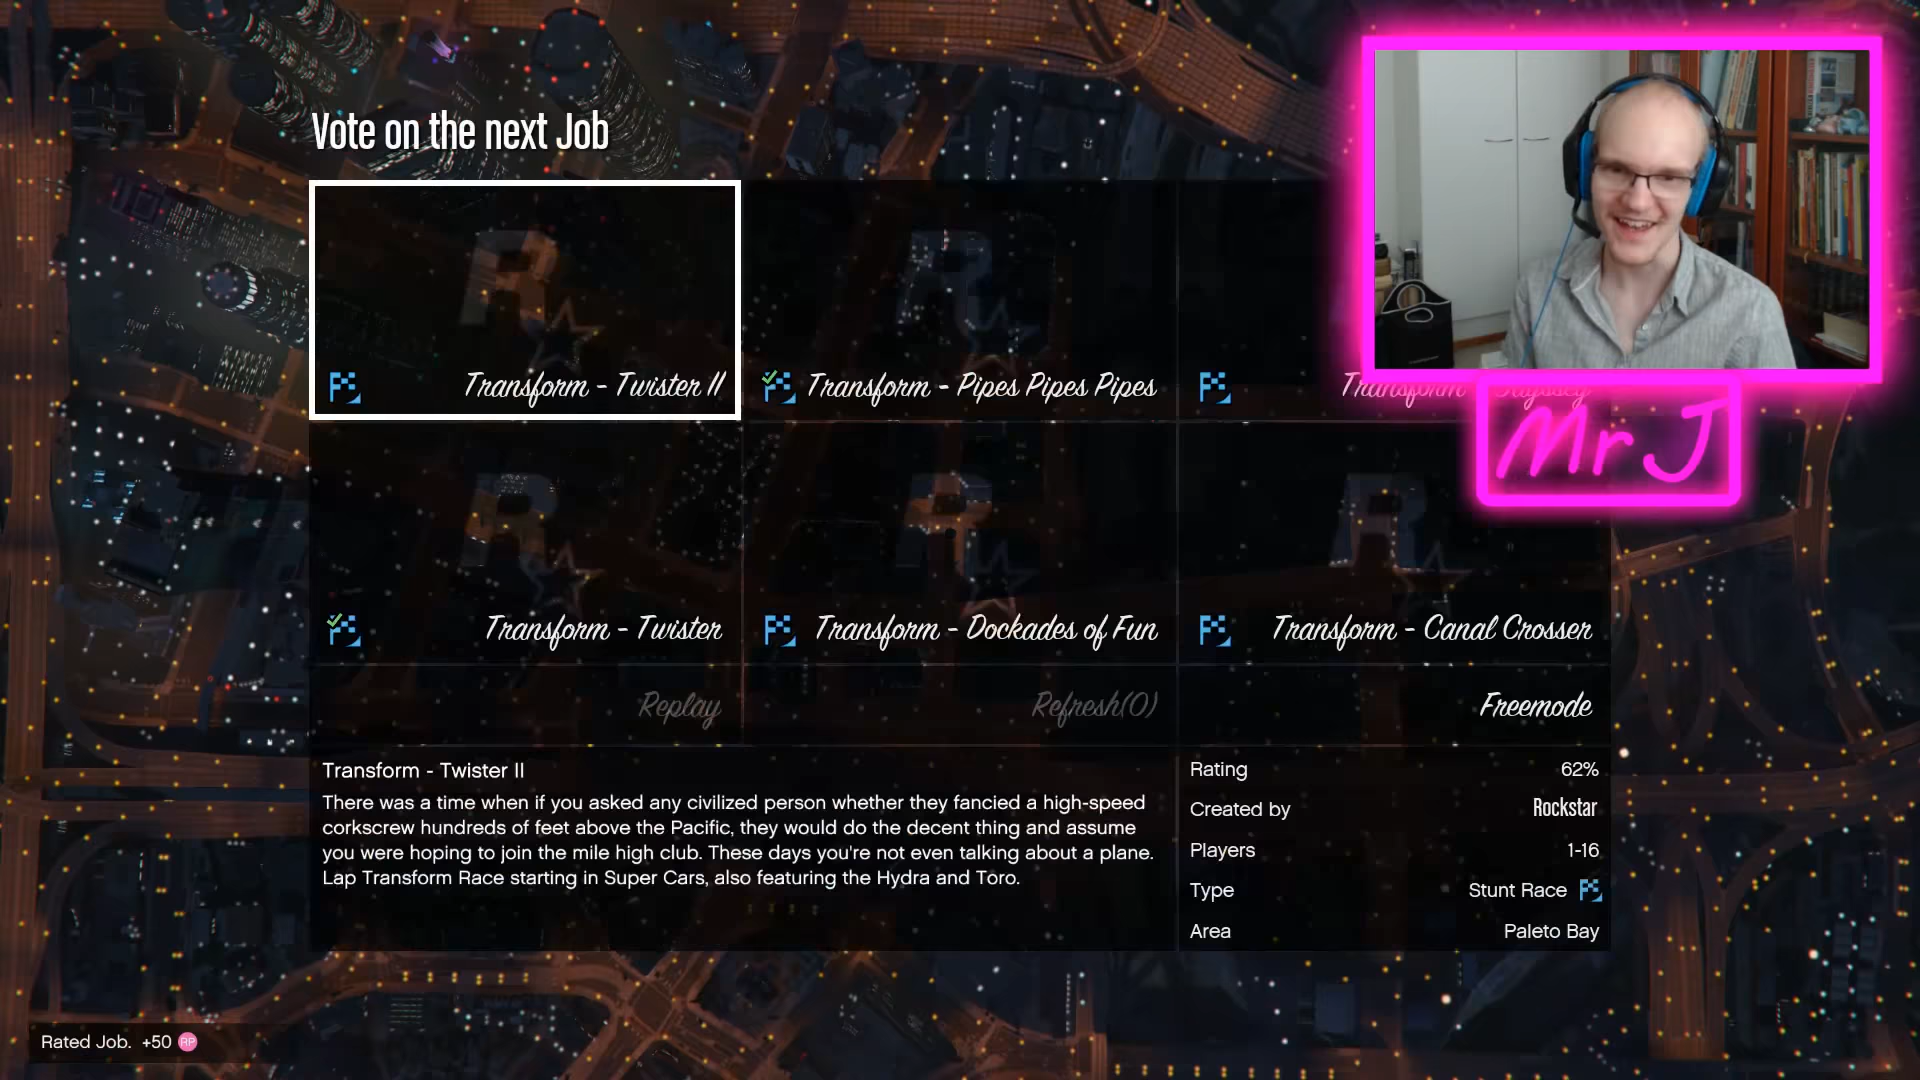 Vote on the next Job
Transform - Twister II
Transform - Pipes Pipes Pipes
Transform
Mr J
Transform - Twister
Transform - Dockades of Fun
Transform - Canal Crosser
Replay
Refresh(0)
Freemode
Transform - Twister II
There was a time when if you asked any civilized person whether they fancied a high-speed
corkscrew hundreds of feet above the Pacific, they would do the decent thing and assume
you were hoping to join the mile high club. These days you're not even talking about a plane.
Lap Transform Race starting in Super Cars, also featuring the Hydra and Toro.
Rating 62%
Created by Rockstar
Players 1-16
Type Stunt Race
Area Paleto Bay
Rated Job. +50 RP